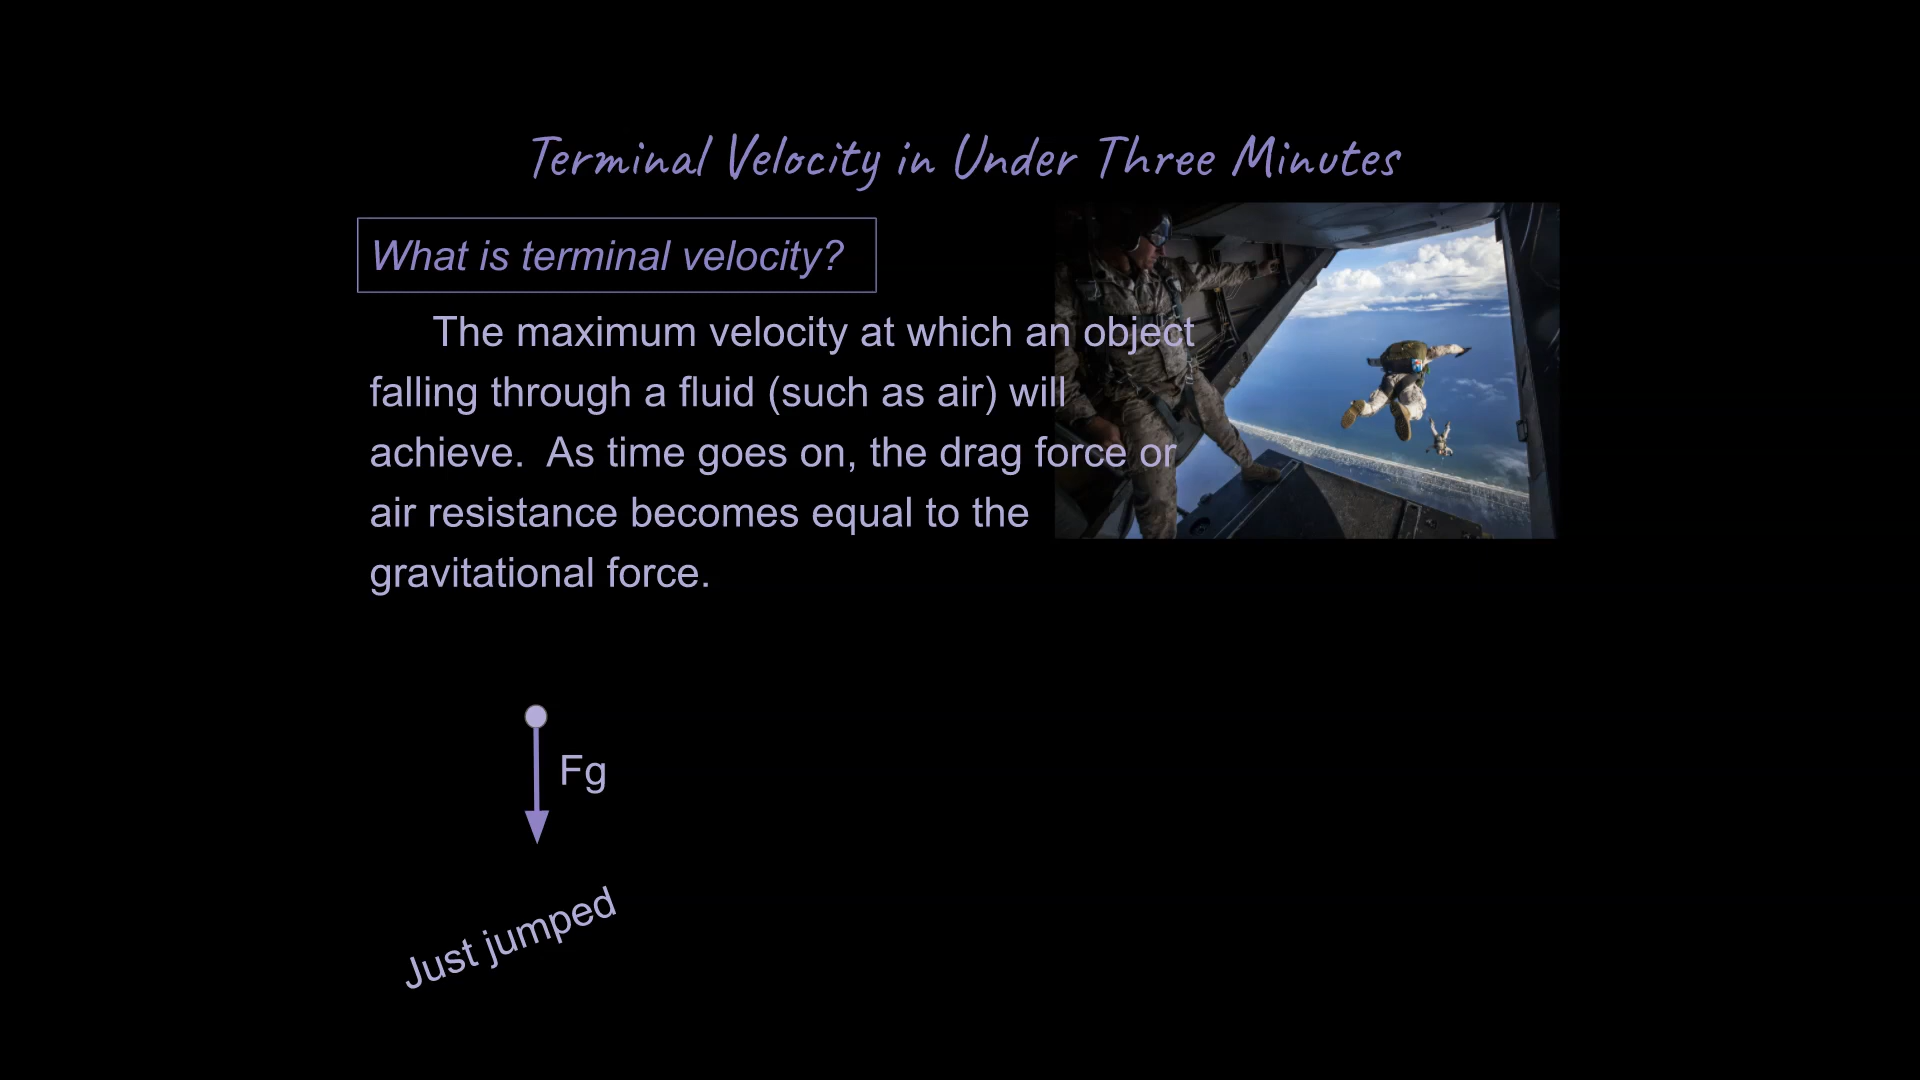 Terminal Velocity in Under Three Minutes
What is terminal velocity?
The maximum velocity at which an object
falling through a fluid (such as air) will
achieve.  As time goes on, the drag force or
air resistance becomes equal to the
gravitational force.
Fg
Just jumped